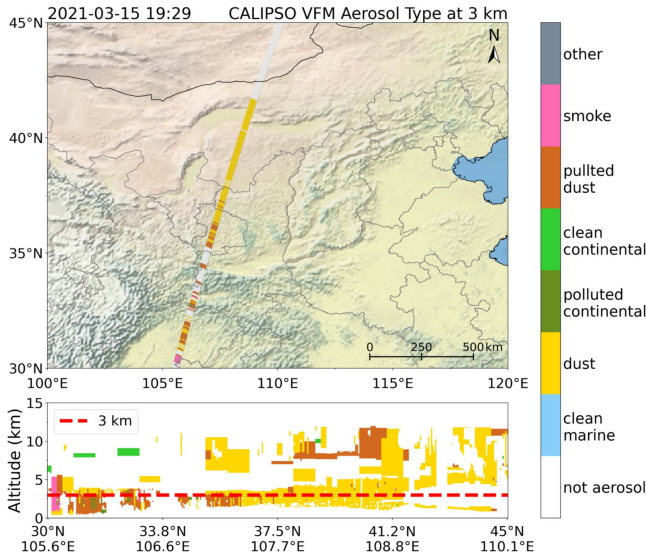 2021-03-15 19:29 CALIPSO VFM Aerosol Type at 3 km
45°N
40°N
35°N
30°N
100°E 105°E 110°E 115°E 120°E
N
0 250 500 km
other
smoke
pullted
dust
clean
continental
polluted
continental
dust
clean
marine
not aerosol
Altitude (km)
15
10
5
0
3 km
30°N 33.8°N 37.5°N 41.2°N 45°N
105.6°E 106.6°E 107.7°E 108.8°E 110.1°E